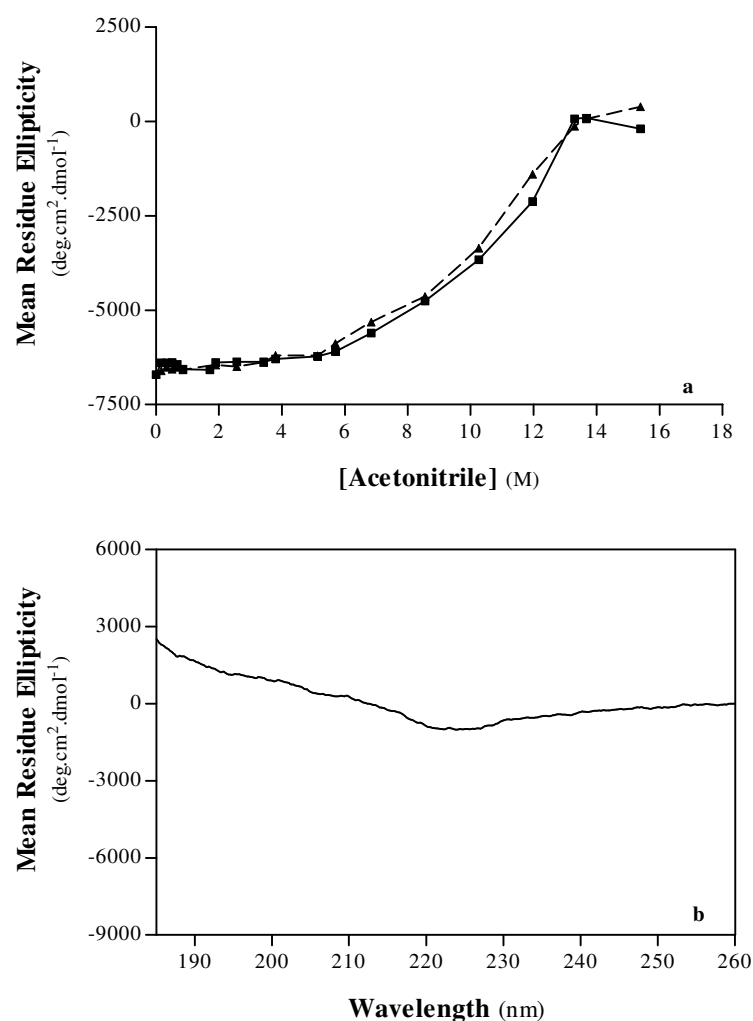 2500
0
-2500
-5000
-7500
Mean Residue Ellipticity
(deg.cm².dmol⁻¹)
a
0 2 4 6 8 10 12 14 16 18
[Acetonitrile] (M)
6000
3000
0
-3000
-6000
-9000
Mean Residue Ellipticity
(deg.cm².dmol⁻¹)
b
190 200 210 220 230 240 250 260
Wavelength (nm)